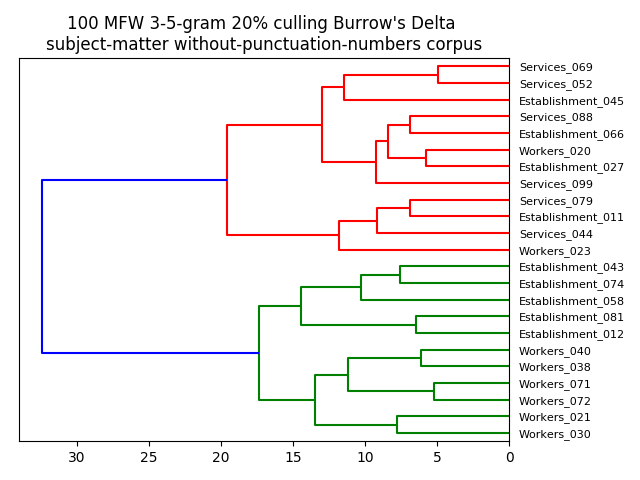 100 MFW 3-5-gram 20% culling Burrow's Delta
subject-matter without-punctuation-numbers corpus
Services_069
Services_052
Establishment_045
Services_088
Establishment_066
Workers_020
Establishment_027
Services_099
Services_079
Establishment_011
Services_044
Workers_023
Establishment_043
Establishment_074
Establishment_058
Establishment_081
Establishment_012
Workers_040
Workers_038
Workers_071
Workers_072
Workers_021
Workers_030
30 25 20 15 10 5 0